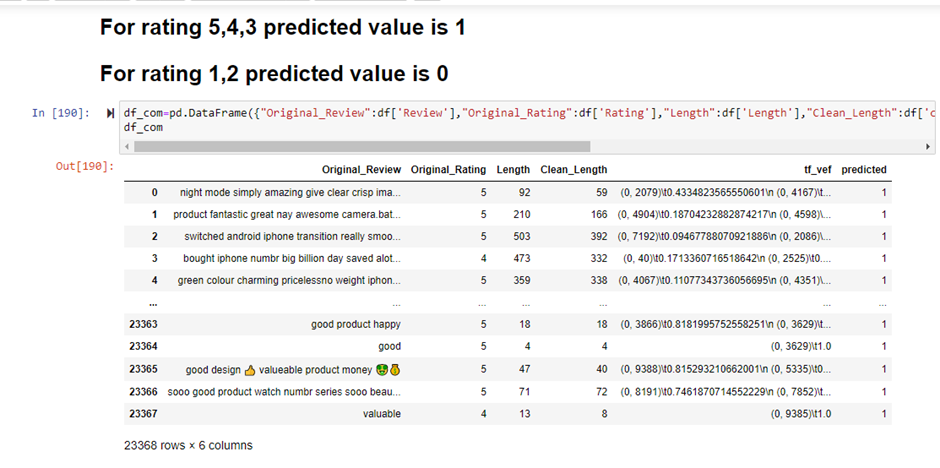 For rating 5,4,3 predicted value is 1
For rating 1,2 predicted value is 0
In [190]: df_com=pd.DataFrame({"Original_Review":df['Review'],"Original_Rating":df['Rating'],"Length":df['Length'],"Clean_Length":df['c
df_com
Out[190]:
Original_Review Original_Rating Length Clean_Length tf_vef predicted
0 night mode simply amazing give clear crisp ima... 5 92 59 (0, 2079)\t0.4334823565550601\n (0, 4167)\t... 1
1 product fantastic great nay awesome camera.bat... 5 210 166 (0, 4904)\t0.18704232882874217\n (0, 4598)\... 1
2 switched android iphone transition really smoo... 5 503 392 (0, 7192)\t0.09467788070921886\n (0, 2086)\... 1
3 bought iphone numbr big billion day saved alot... 4 473 332 (0, 40)\t0.1713360716518642\n (0, 2525)\t0.... 1
4 green colour charming pricelessno weight iphon... 5 359 338 (0, 4067)\t0.11077343736056695\n (0, 4351)\... 1
... ... ... ... ... ... ...
23363 good product happy 5 18 18 (0, 3866)\t0.8181995752558251\n (0, 3629)\t... 1
23364 good 5 4 4 (0, 3629)\t1.0 1
23365 good design 👍 valueable product money 🤑💰 5 47 40 (0, 9388)\t0.815293210662001\n (0, 5335)\t0... 1
23366 sooo good product watch numbr series sooo beau... 5 71 72 (0, 8191)\t0.7461870714552229\n (0, 7852)\t... 1
23367 valuable 4 13 8 (0, 9385)\t1.0 1
23368 rows × 6 columns